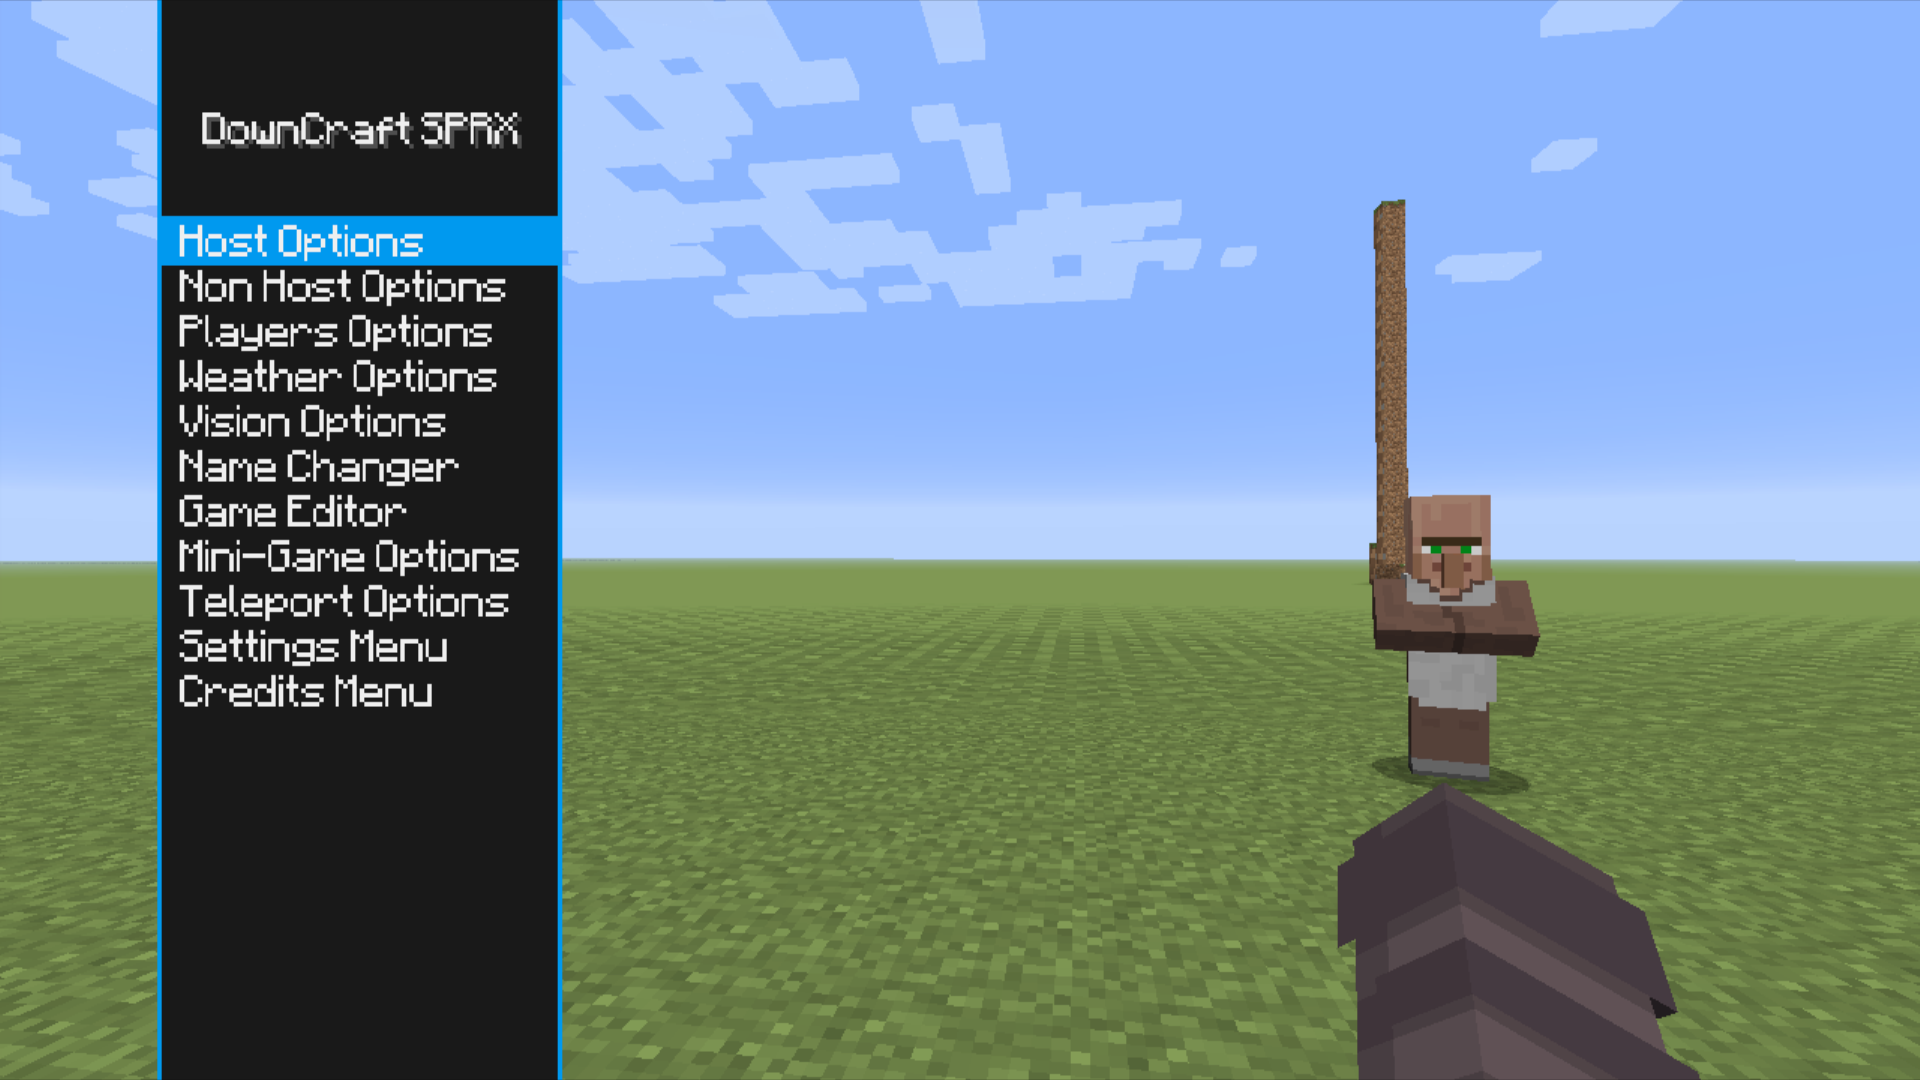 DownCraft SPRX
Host Options
Non Host Options
Players Options
Weather Options
Vision Options
Name Changer
Game Editor
Mini-Game Options
Teleport Options
Settings Menu
Credits Menu